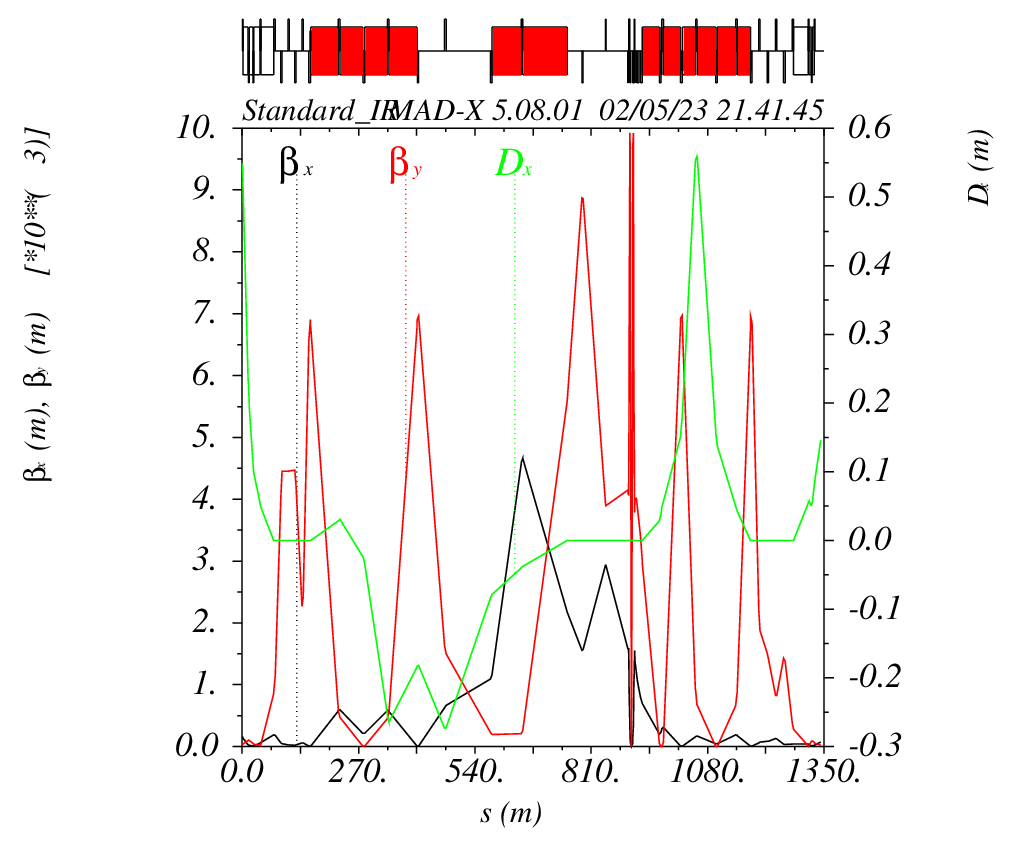 Standard_IR MAD-X 5.08.01 02/05/23 21.41.45
βx (m), βy (m) [*10**( 3)]
10.
9.
8.
7.
6.
5.
4.
3.
2.
1.
0.0
βx
βy
Dx
0.6
0.5
0.4
0.3
0.2
0.1
0.0
-0.1
-0.2
-0.3
Dx (m)
0.0 270. 540. 810. 1080. 1350.
s (m)